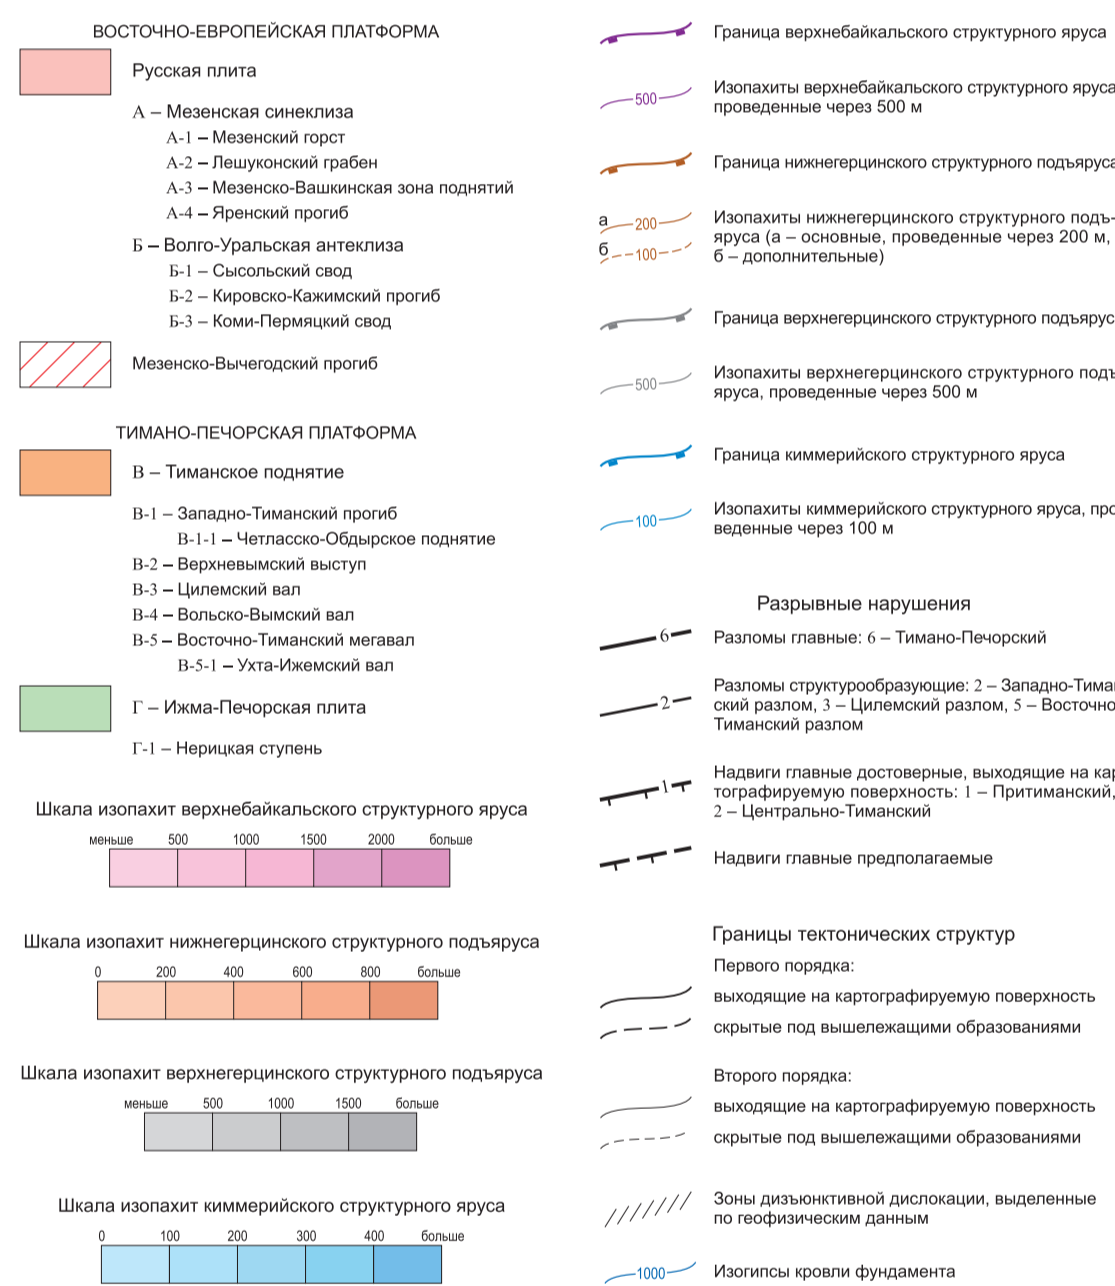 ВОСТОЧНО-ЕВРОПЕЙСКАЯ ПЛАТФОРМА
Русская плита
А – Мезенская синеклиза
А-1 – Мезенский горст
А-2 – Лешуконский грабен
А-3 – Мезенско-Вашкинская зона поднятий
А-4 – Яренский прогиб
Б – Волго-Уральская антеклиза
Б-1 – Сысольский свод
Б-2 – Кировско-Кажимский прогиб
Б-3 – Коми-Пермяцкий свод
Мезенско-Вычегодский прогиб
ТИМАНО-ПЕЧОРСКАЯ ПЛАТФОРМА
В – Тиманское поднятие
В-1 – Западно-Тиманский прогиб
В-1-1 – Четласско-Обдырское поднятие
В-2 – Верхневымский выступ
В-3 – Цилемский вал
В-4 – Вольско-Вымский вал
В-5 – Восточно-Тиманский мегавал
В-5-1 – Ухта-Ижемский вал
Г – Ижма-Печорская плита
Г-1 – Нерицкая ступень
Шкала изопахит верхнебайкальского структурного яруса
меньше 500 1000 1500 2000 больше
Шкала изопахит нижнегерцинского структурного подъяруса
0 200 400 600 800 больше
Шкала изопахит верхнегерцинского структурного подъяруса
меньше 500 1000 1500 больше
Шкала изопахит киммерийского структурного яруса
0 100 200 300 400 больше
Граница верхнебайкальского структурного яруса
500
Изопахиты верхнебайкальского структурного яруса
проведенные через 500 м
Граница нижнегерцинского структурного подъяруса
а 200
б 100
Изопахиты нижнегерцинского структурного подъ-
яруса (а – основные, проведенные через 200 м,
б – дополнительные)
Граница верхнегерцинского структурного подъярус
500
Изопахиты верхнегерцинского структурного подъ
яруса, проведенные через 500 м
Граница киммерийского структурного яруса
100
Изопахиты киммерийского структурного яруса, про
веденные через 100 м
Разрывные нарушения
6
Разломы главные: 6 – Тимано-Печорский
2
Разломы структурообразующие: 2 – Западно-Тиман
ский разлом, 3 – Цилемский разлом, 5 – Восточно
Тиманский разлом
1
Надвиги главные достоверные, выходящие на кар
тографируемую поверхность: 1 – Притиманский,
2 – Центрально-Тиманский
Надвиги главные предполагаемые
Границы тектонических структур
Первого порядка:
выходящие на картографируемую поверхность
скрытые под вышележащими образованиями
Второго порядка:
выходящие на картографируемую поверхность
скрытые под вышележащими образованиями
Зоны дизъюнктивной дислокации, выделенные
по геофизическим данным
1000
Изогипсы кровли фундамента